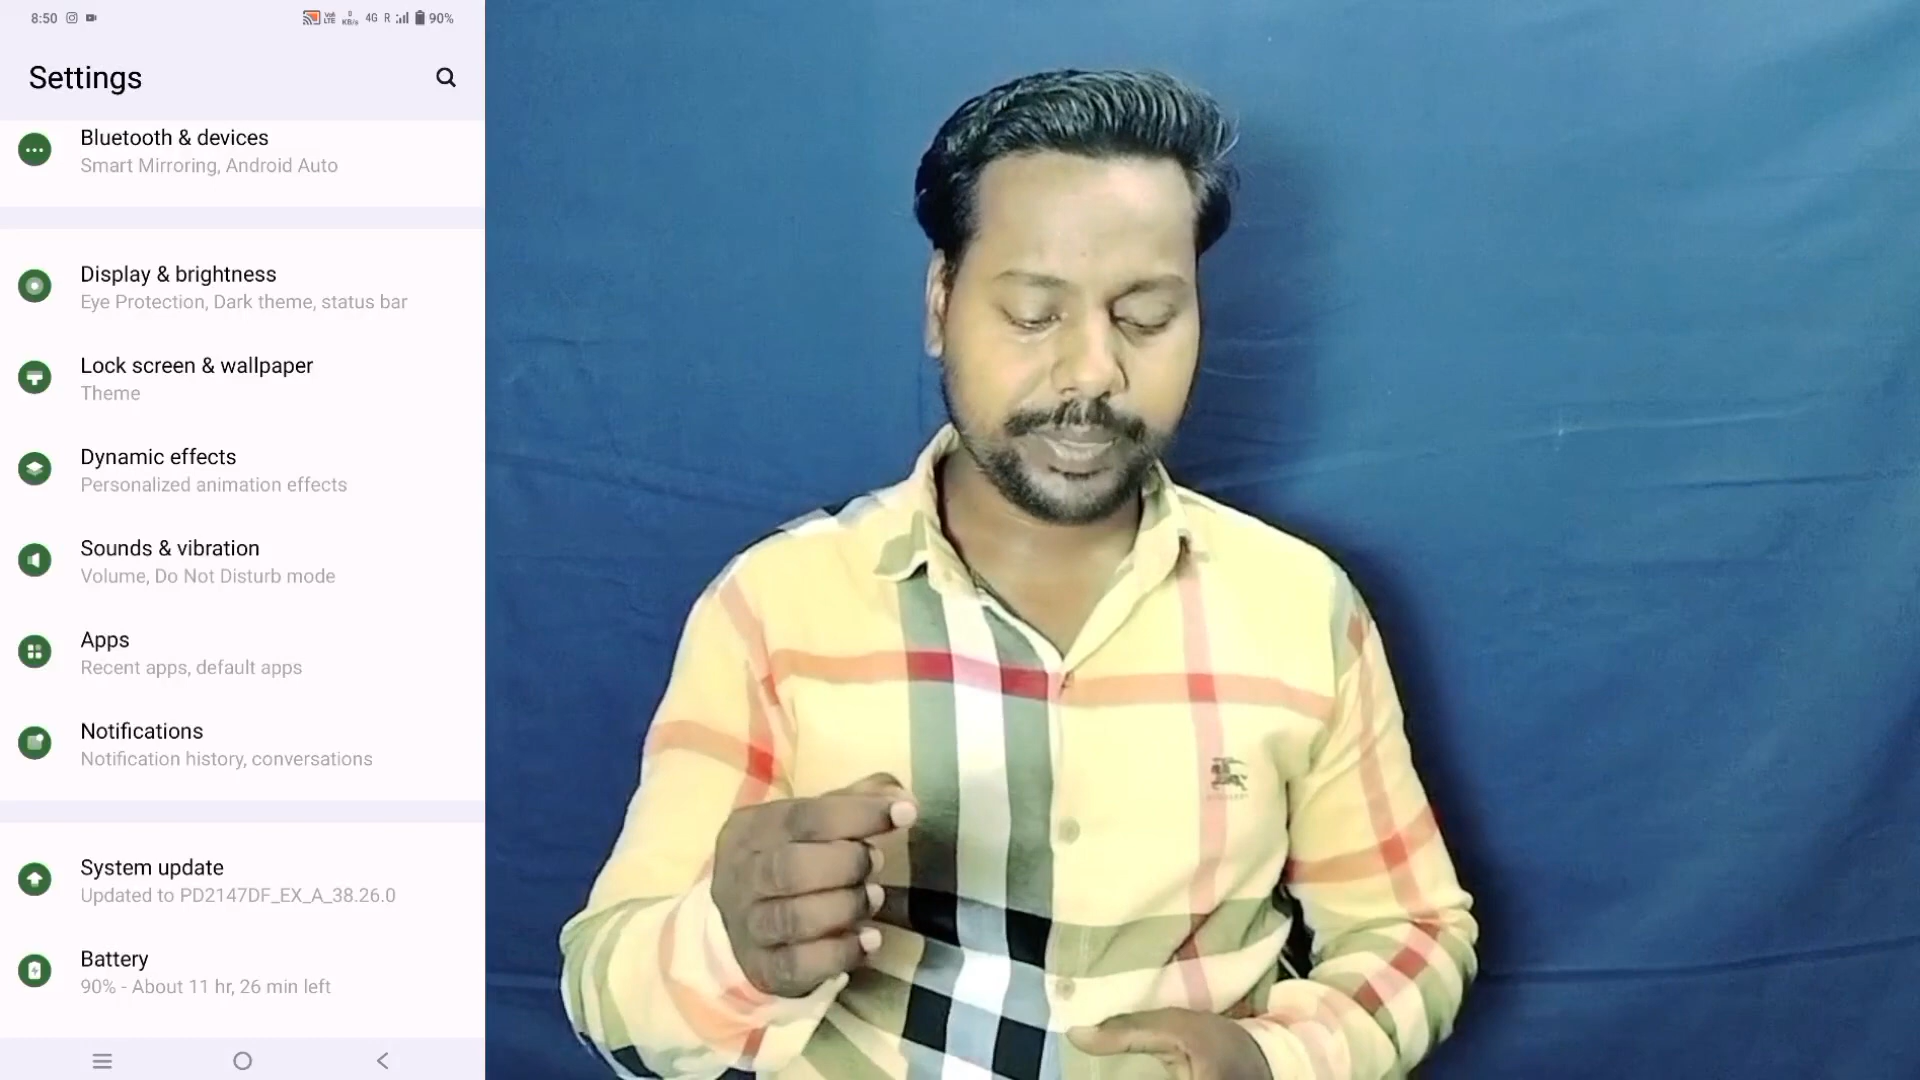 8:50
VoLTE
0 KB/s
4G R
90%
Settings
Bluetooth & devices
Smart Mirroring, Android Auto
Display & brightness
Eye Protection, Dark theme, status bar
Lock screen & wallpaper
Theme
Dynamic effects
Personalized animation effects
Sounds & vibration
Volume, Do Not Disturb mode
Apps
Recent apps, default apps
Notifications
Notification history, conversations
System update
Updated to PD2147DF_EX_A_38.26.0
Battery
90% - About 11 hr, 26 min left